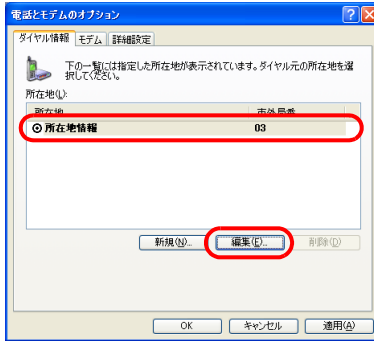 電話とモデムのオプション
ダイヤル情報 モデム 詳細設定
下の一覧には指定した所在地が表示されています。ダイヤル元の所在地を選
択してください。
所在地(L):
所在地 市外局番
所在地情報 03
新規(N)... 編集(E)... 削除(D)
OK キャンセル 適用(A)